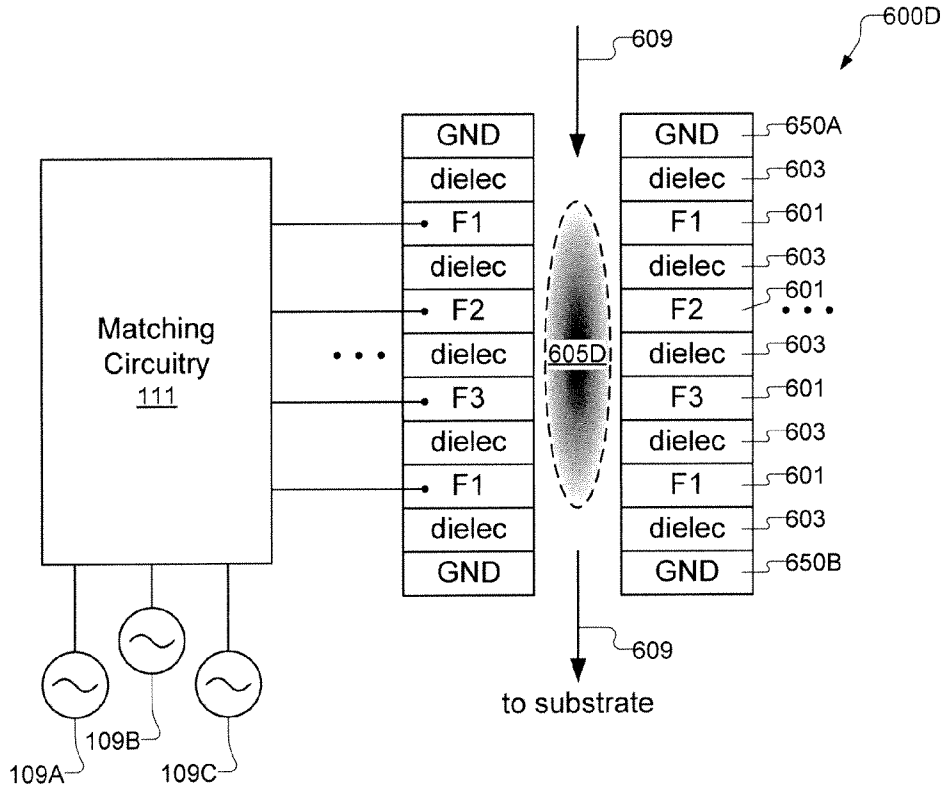 600D
609
GND GND 650A
dielec dielec 603
F1 F1 601
dielec dielec 603
F2 F2 601
Matching
Circuitry
111
dielec 605D dielec 603
F3 F3 601
dielec dielec 603
F1 F1 601
dielec dielec 603
GND GND 650B
609
to substrate
109A
109B
109C